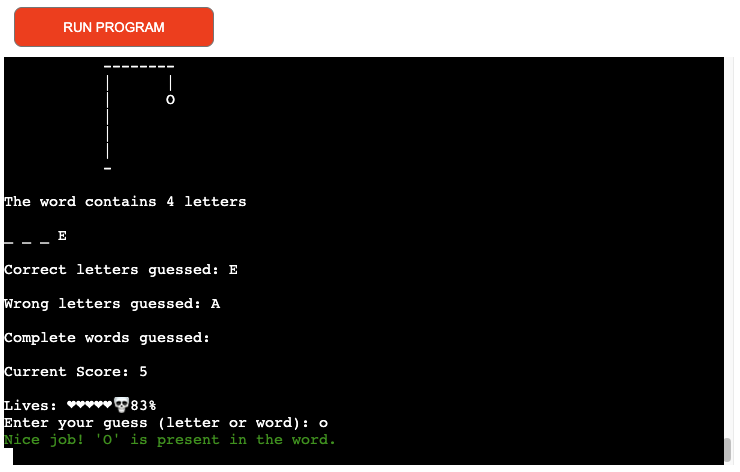 RUN PROGRAM
O
The word contains 4 letters
_ _ _ E
Correct letters guessed: E
Wrong letters guessed: A
Complete words guessed:
Current Score: 5
Lives: ❤❤❤❤❤💀83%
Enter your guess (letter or word): o
Nice job! 'O' is present in the word.